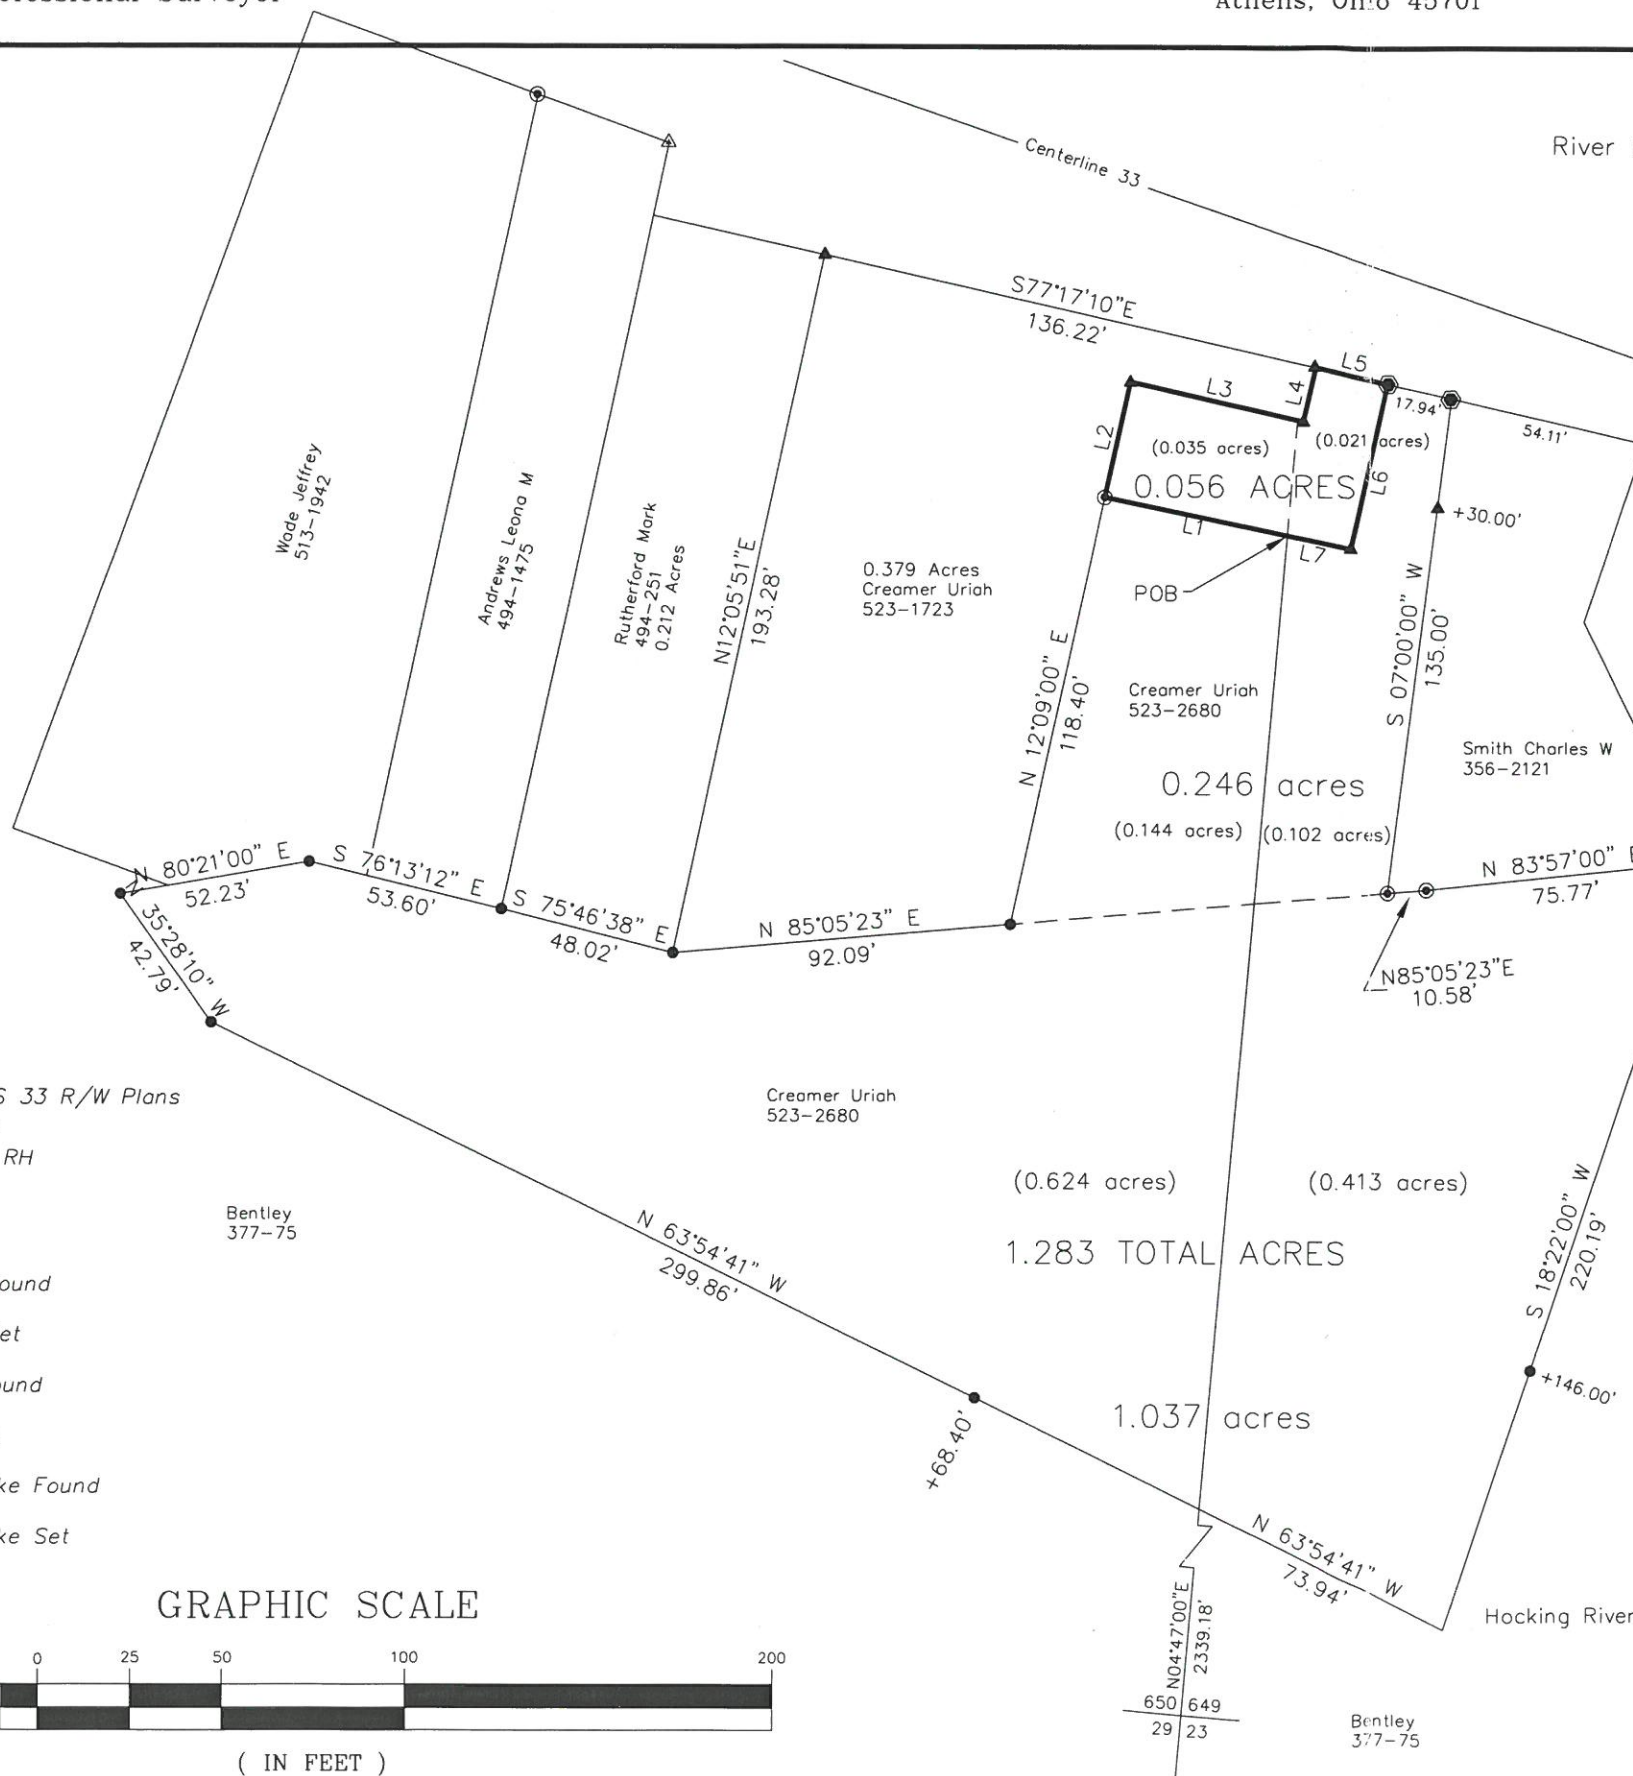 Athens, Ohio 45701
River
Centerline 33
S77°17'10"E
136.22'
L5
L3
L4
17.94'
54.11'
L2
(0.035 acres)
(0.021 acres)
0.056 ACRES
L6
L1
L7
+30.00'
POB
Wade Jeffrey
513-1942
Andrews Leona M
494-1475
Rutherford Mark
494-251
0.212 Acres
N12°05'51"E
193.28'
0.379 Acres
Creamer Uriah
523-1723
N 12°09'00" E
118.40'
Creamer Uriah
523-2680
S 07°00'00" W
135.00'
Smith Charles W
356-2121
0.246 acres
(0.144 acres)
(0.102 acres)
N 80°21'00" E
52.23'
S 76°13'12" E
53.60'
S 75°46'38" E
48.02'
N 85°05'23" E
92.09'
N 83°57'00" E
75.77'
N85°05'23"E
10.58'
N 35°28'10" W
42.79'
S 33 R/W Plans
RH
Creamer Uriah
523-2680
Bentley
377-75
(0.624 acres)
(0.413 acres)
1.283 TOTAL ACRES
N 63°54'41" W
299.86'
S 18°22'00" W
220.19'
+146.00'
1.037 acres
+68.40'
ound
et
und
ke Found
ke Set
N 63°54'41" W
73.94'
Hocking River
N04°47'00"E
2339.18'
650 649
29 23
Bentley
377-75
GRAPHIC SCALE
0 25 50 100 200
( IN FEET )